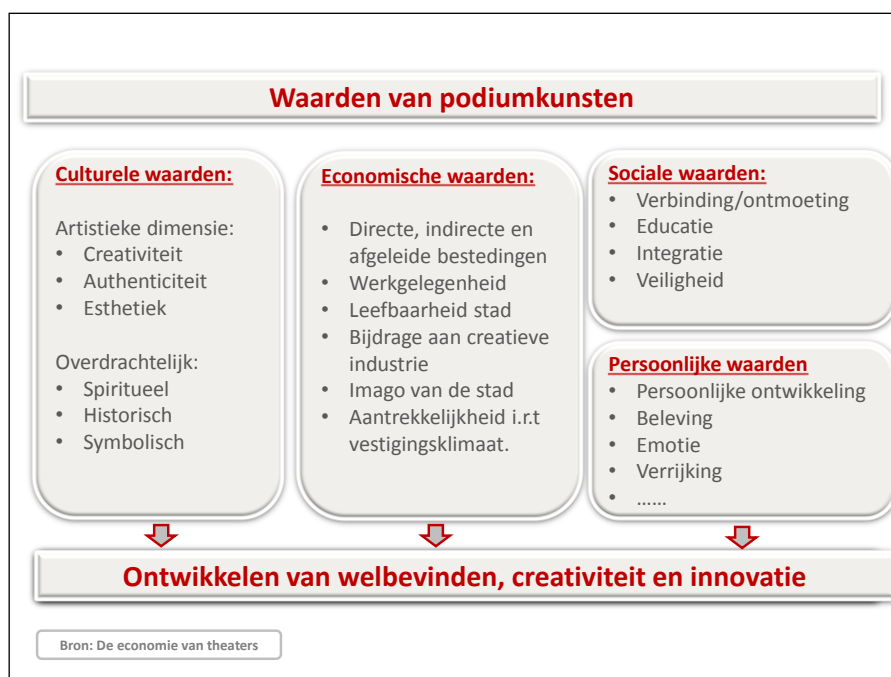 Waarden van podiumkunsten
Culturele waarden:
Artistieke dimensie:
• Creativiteit
• Authenticiteit
• Esthetiek
Overdrachtelijk:
• Spiritueel
• Historisch
• Symbolisch
Economische waarden:
• Directe, indirecte en
afgeleide bestedingen
• Werkgelegenheid
• Leefbaarheid stad
• Bijdrage aan creatieve
industrie
• Imago van de stad
• Aantrekkelijkheid i.r.t
vestigingsklimaat.
Sociale waarden:
• Verbinding/ontmoeting
• Educatie
• Integratie
• Veiligheid
Persoonlijke waarden
• Persoonlijke ontwikkeling
• Beleving
• Emotie
• Verrijking
• ……
Ontwikkelen van welbevinden, creativiteit en innovatie
Bron: De economie van theaters